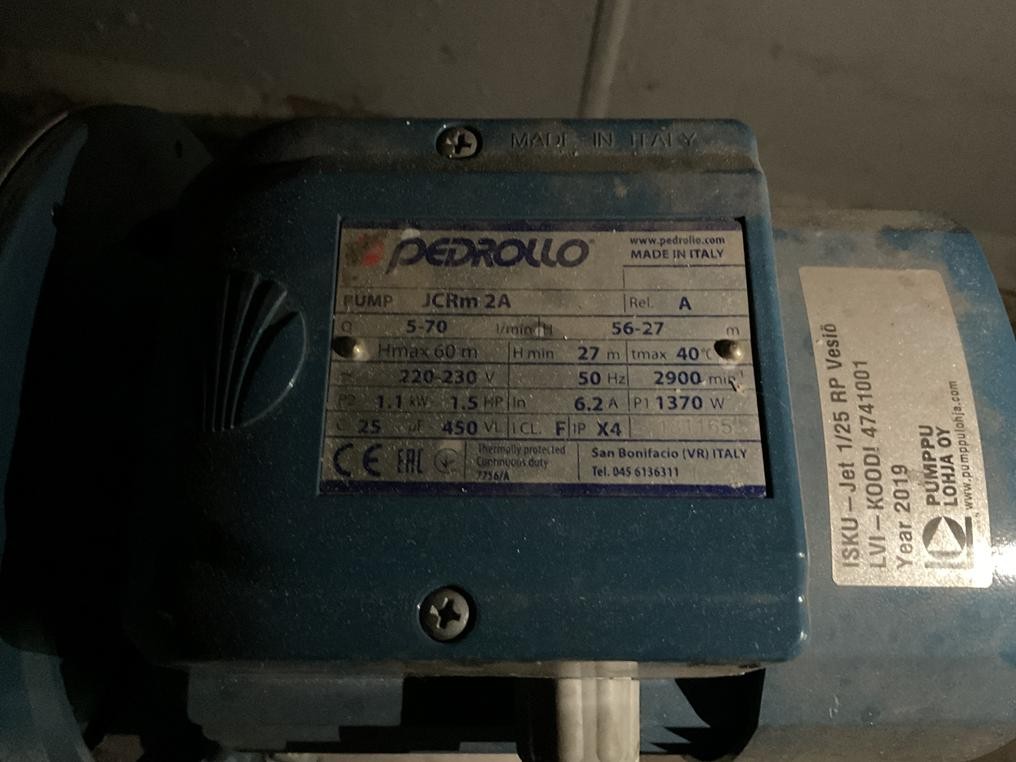 MADE IN ITALY
PEDROLLO®
www.pedrollo.com
MADE IN ITALY
PUMP JCRm 2A Rel. A
Q 5-70 l/min H 56-27 m
Hmax 60 m H min 27 m tmax 40°C
220-230 V 50 Hz 2900 min-1
P2 1.1 kW 1.5 HP In 6.2 A P1 1370 W
C 25 µF 450 VL I CL. F IP X4
CE EAC Thermally protected San Bonifacio (VR) ITALY
Continuous duty Tel. 045 6136311
7756/A
ISKU-Jet 1/25 RP Vesiö
LVI-KOODI 4741001
Year 2019
PUMPPU
LOHJA OY
www.pumppulohja.com